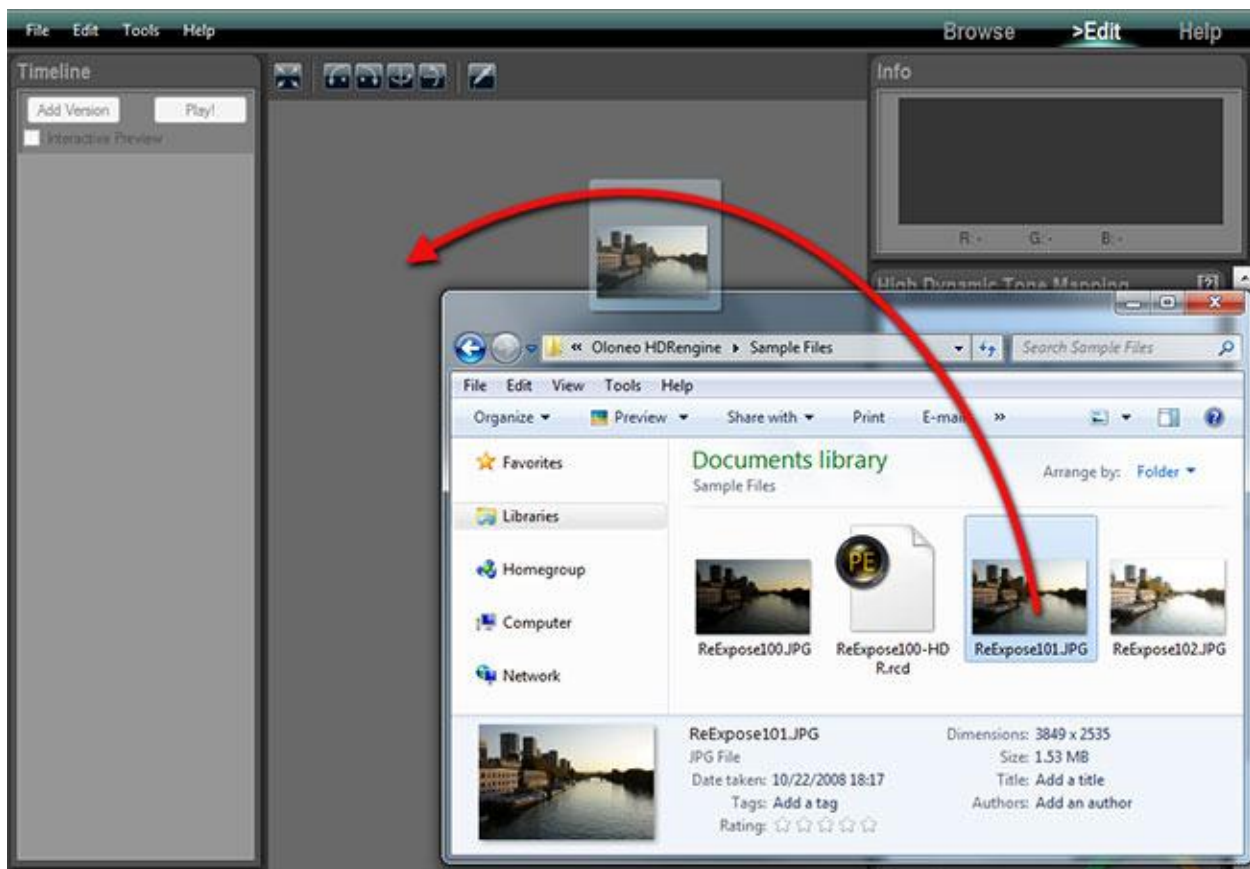 File Edit Tools Help
Browse >Edit Help
Timeline
Add Version Play!
Interactive Preview
Info
R: - G: - B: -
High Dynamic Tone Mapping [?]
« Oloneo HDRengine Sample Files
Search Sample Files
File Edit View Tools Help
Organize Preview Share with Print E-mail »
Favorites
Libraries
Homegroup
Computer
Network
Documents library
Sample Files
Arrange by: Folder
PE
ReExpose100.JPG
ReExpose100-HD
R.rcd
ReExpose101.JPG
ReExpose102.JPG
ReExpose101.JPG
JPG File
Date taken: 10/22/2008 18:17
Tags: Add a tag
Rating:
Dimensions: 3849 x 2535
Size: 1.53 MB
Title: Add a title
Authors: Add an author